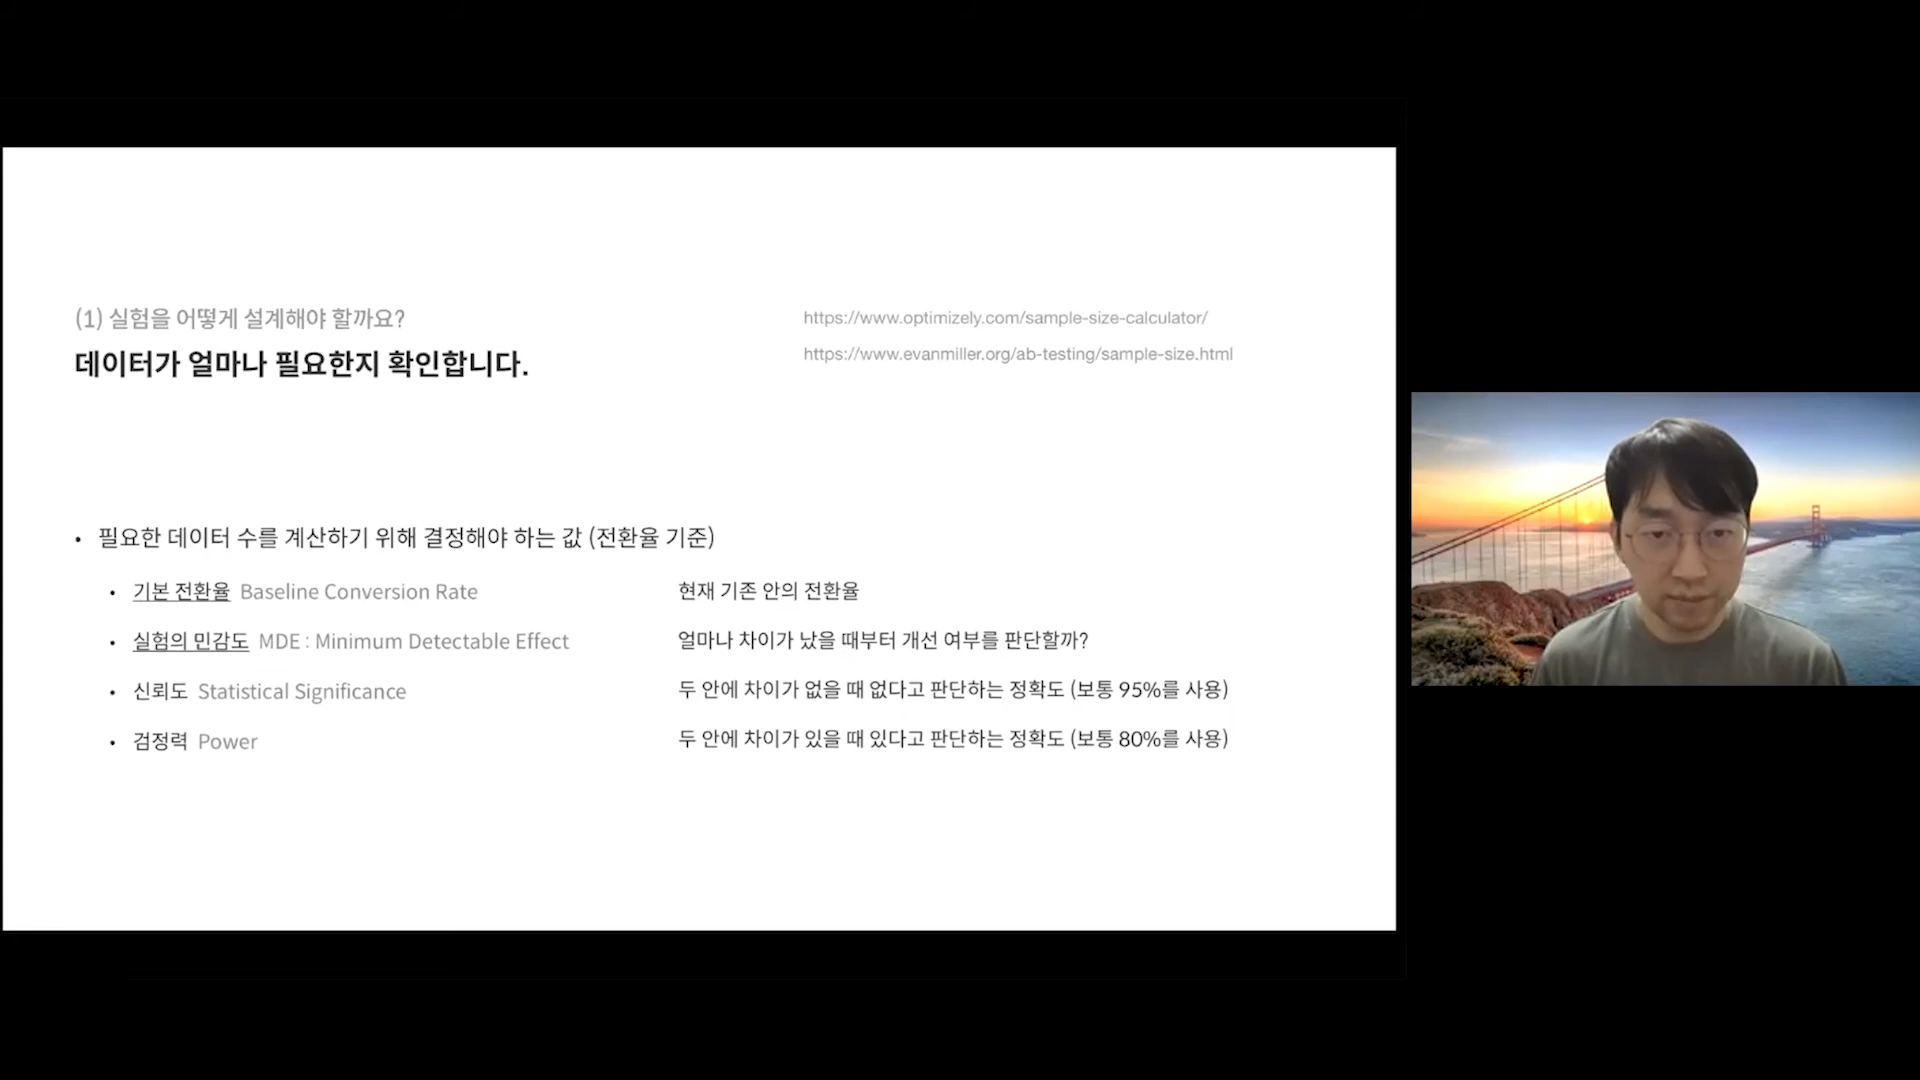 (1) 실험을 어떻게 설계해야 할까요?
데이터가 얼마나 필요한지 확인합니다.
https://www.optimizely.com/sample-size-calculator/
https://www.evanmiller.org/ab-testing/sample-size.html
• 필요한 데이터 수를 계산하기 위해 결정해야 하는 값 (전환율 기준)
• 기본 전환율 Baseline Conversion Rate 현재 기존 안의 전환율
• 실험의 민감도 MDE : Minimum Detectable Effect 얼마나 차이가 났을 때부터 개선 여부를 판단할까?
• 신뢰도 Statistical Significance 두 안에 차이가 없을 때 없다고 판단하는 정확도 (보통 95%를 사용)
• 검정력 Power 두 안에 차이가 있을 때 있다고 판단하는 정확도 (보통 80%를 사용)